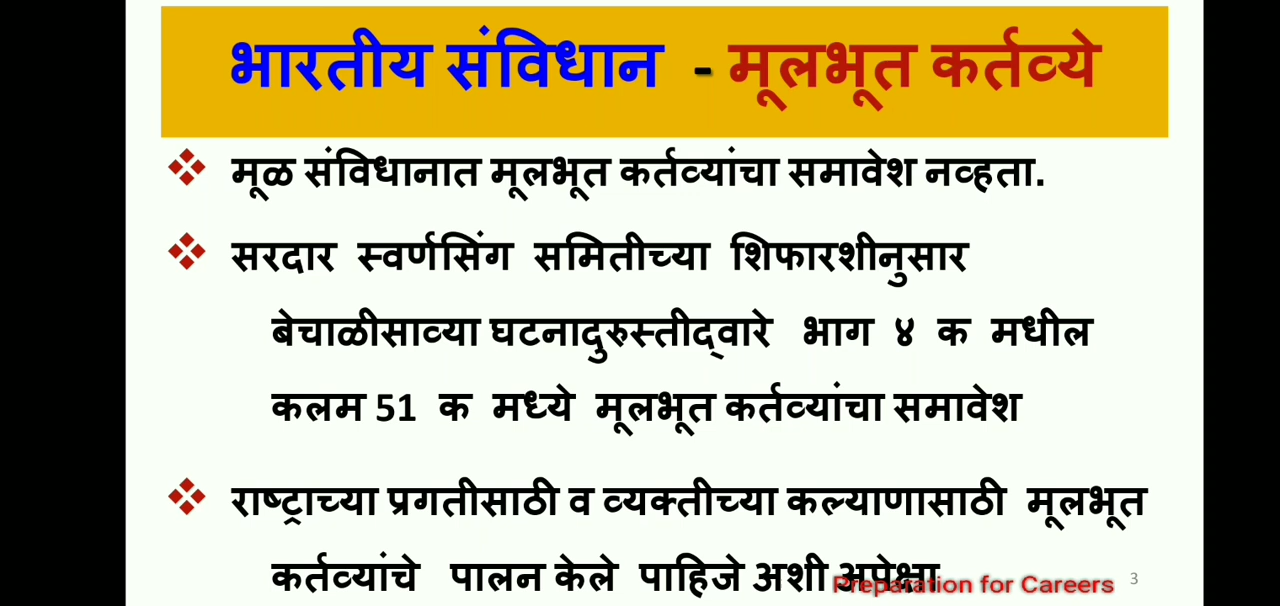 भारतीय संविधान - मूलभूत कर्तव्ये
मूळ संविधानात मूलभूत कर्तव्यांचा समावेश नव्हता.
सरदार स्वर्णसिंग समितीच्या शिफारशीनुसार
बेचाळीसाव्या घटनादुरुस्तीद्‌वारे भाग ४ क मधील
कलम 51 क मध्ये मूलभूत कर्तव्यांचा समावेश
राष्ट्राच्या प्रगतीसाठी व व्यक्तीच्या कल्याणासाठी मूलभूत
कर्तव्यांचे पालन केले पाहिजे अशी अपेक्षा
Preparation for Careers 3